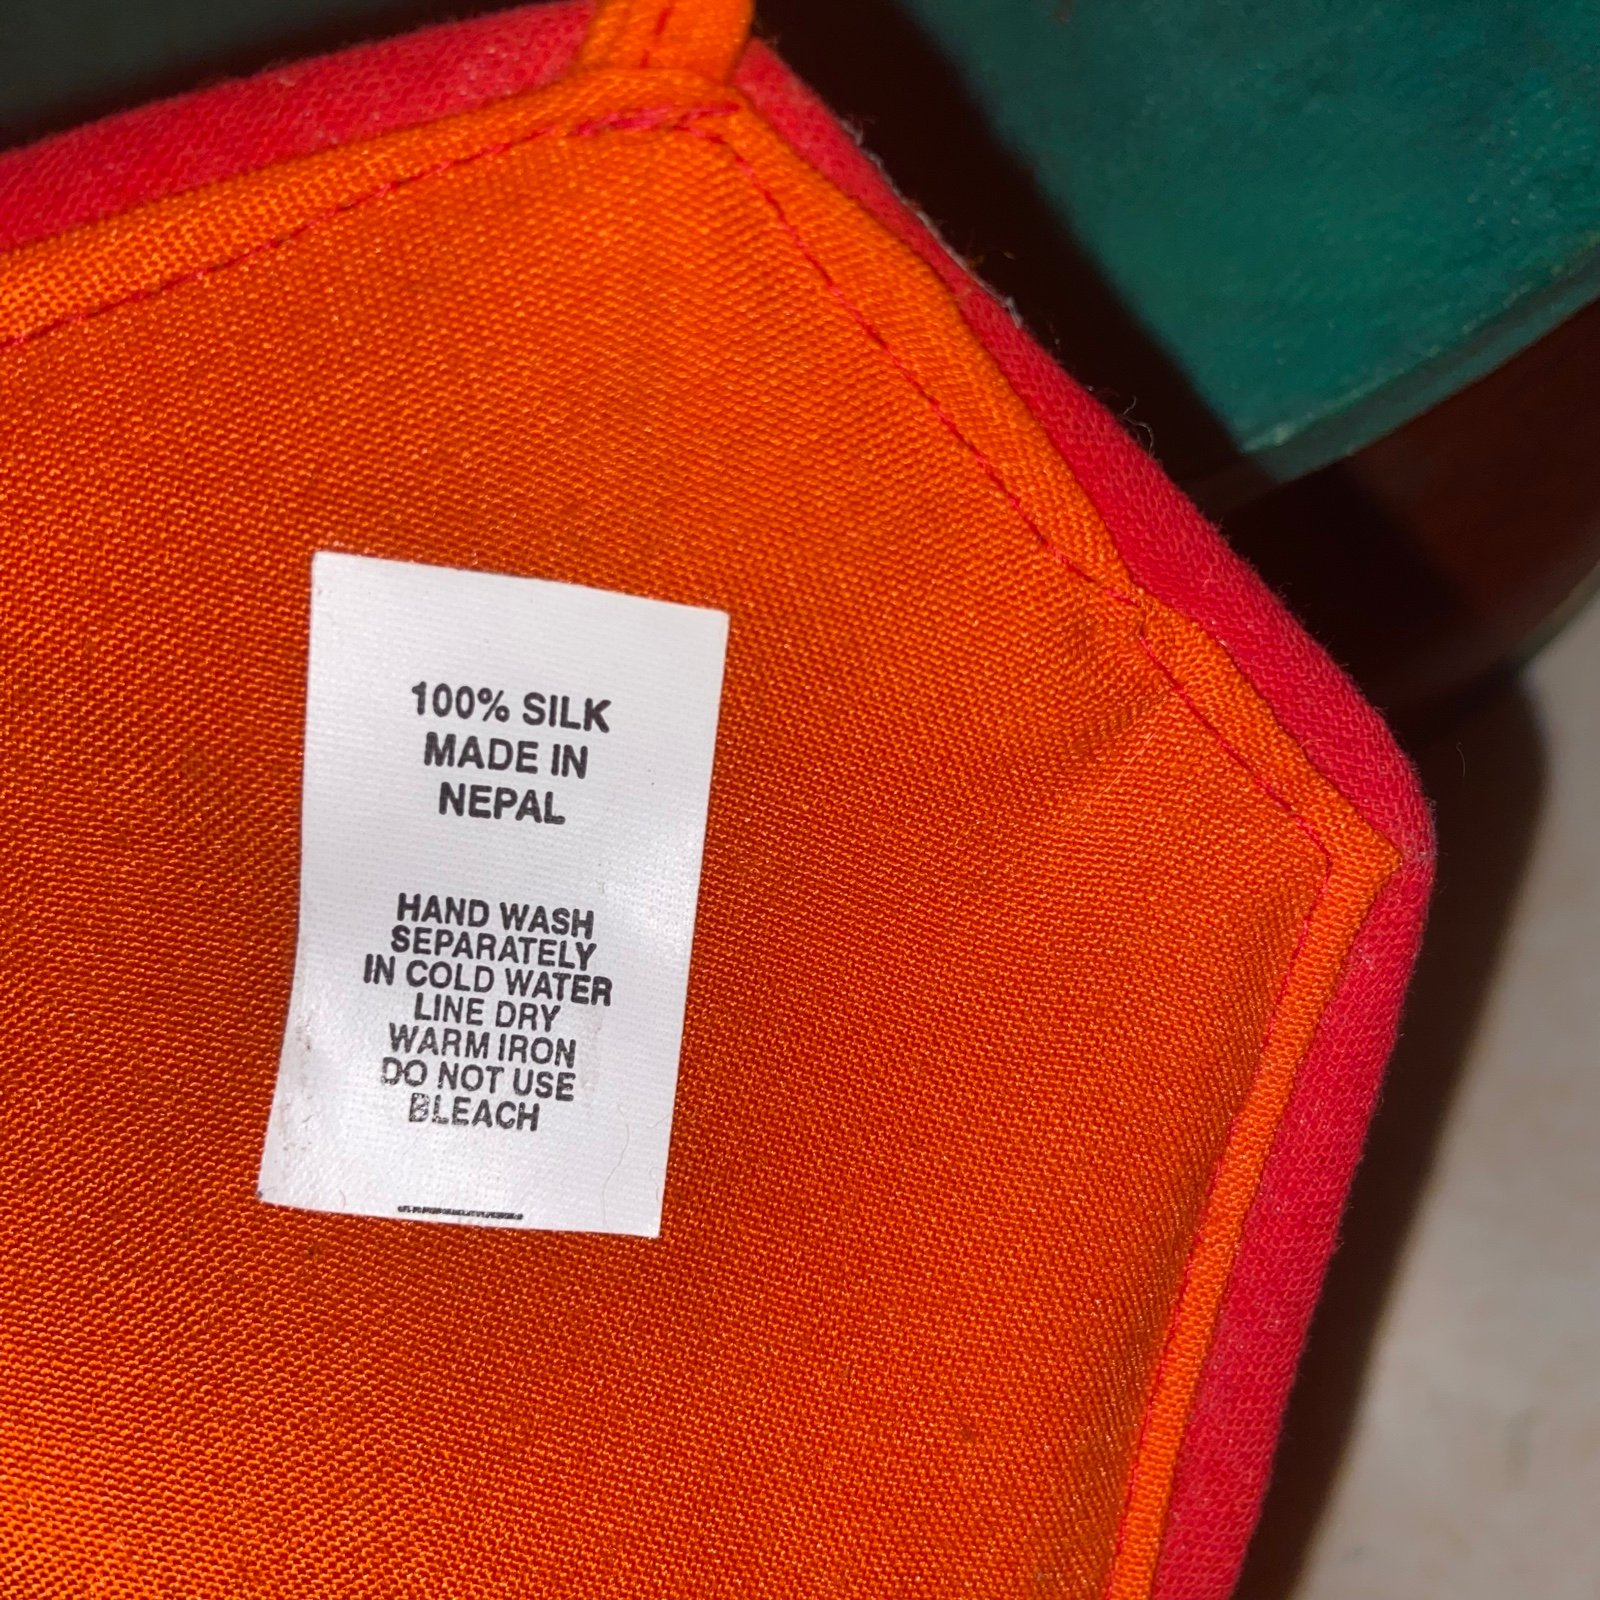 100% SILK
MADE IN
NEPAL
HAND WASH
SEPARATELY
IN COLD WATER
LINE DRY
WARM IRON
DO NOT USE
BLEACH